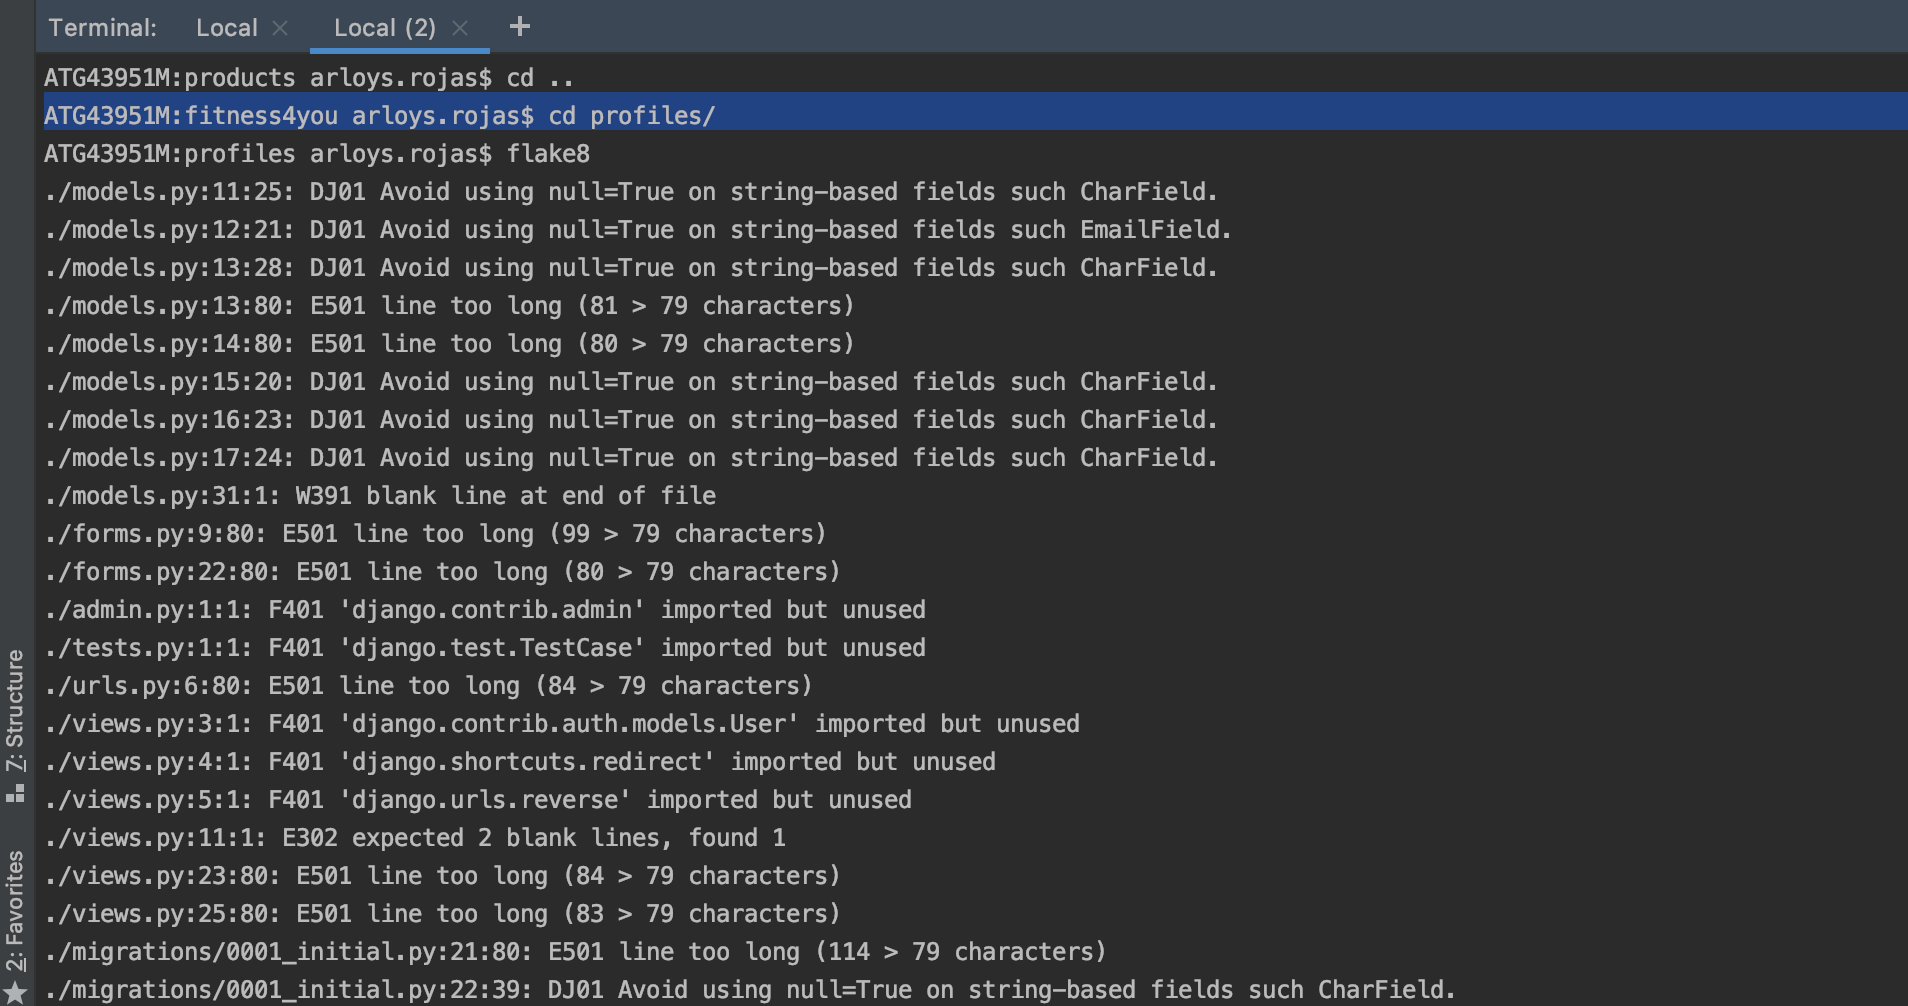 Terminal: Local × Local (2) × +
ATG43951M:products arloys.rojas$ cd ..
ATG43951M:fitness4you arloys.rojas$ cd profiles/
ATG43951M:profiles arloys.rojas$ flake8
./models.py:11:25: DJ01 Avoid using null=True on string-based fields such CharField.
./models.py:12:21: DJ01 Avoid using null=True on string-based fields such EmailField.
./models.py:13:28: DJ01 Avoid using null=True on string-based fields such CharField.
./models.py:13:80: E501 line too long (81 > 79 characters)
./models.py:14:80: E501 line too long (80 > 79 characters)
./models.py:15:20: DJ01 Avoid using null=True on string-based fields such CharField.
./models.py:16:23: DJ01 Avoid using null=True on string-based fields such CharField.
./models.py:17:24: DJ01 Avoid using null=True on string-based fields such CharField.
./models.py:31:1: W391 blank line at end of file
./forms.py:9:80: E501 line too long (99 > 79 characters)
./forms.py:22:80: E501 line too long (80 > 79 characters)
./admin.py:1:1: F401 'django.contrib.admin' imported but unused
./tests.py:1:1: F401 'django.test.TestCase' imported but unused
./urls.py:6:80: E501 line too long (84 > 79 characters)
./views.py:3:1: F401 'django.contrib.auth.models.User' imported but unused
./views.py:4:1: F401 'django.shortcuts.redirect' imported but unused
./views.py:5:1: F401 'django.urls.reverse' imported but unused
./views.py:11:1: E302 expected 2 blank lines, found 1
./views.py:23:80: E501 line too long (84 > 79 characters)
./views.py:25:80: E501 line too long (83 > 79 characters)
./migrations/0001_initial.py:21:80: E501 line too long (114 > 79 characters)
./migrations/0001_initial.py:22:39: DJ01 Avoid using null=True on string-based fields such CharField.
7: Structure
2: Favorites